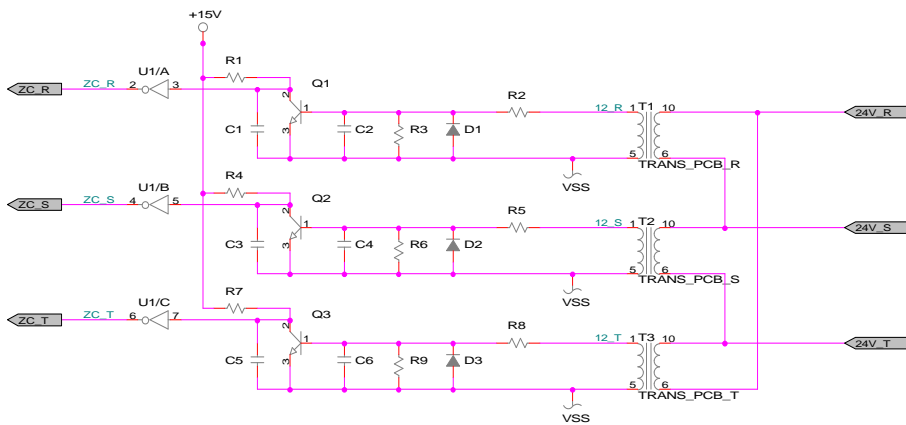 +15V
R1
U1/A
Q1
ZC_R
ZC_R
2
3
2
1
3
C1
C2
R3
D1
R2
12_R
1
T1
10
24V_R
5
6
TRANS_PCB_R
VSS
R4
U1/B
Q2
ZC_S
ZC_S
4
5
2
1
3
C3
C4
R6
D2
R5
12_S
1
T2
10
24V_S
5
6
TRANS_PCB_S
VSS
R7
U1/C
Q3
ZC_T
ZC_T
6
7
2
1
3
C5
C6
R9
D3
R8
12_T
1
T3
10
24V_T
5
6
TRANS_PCB_T
VSS